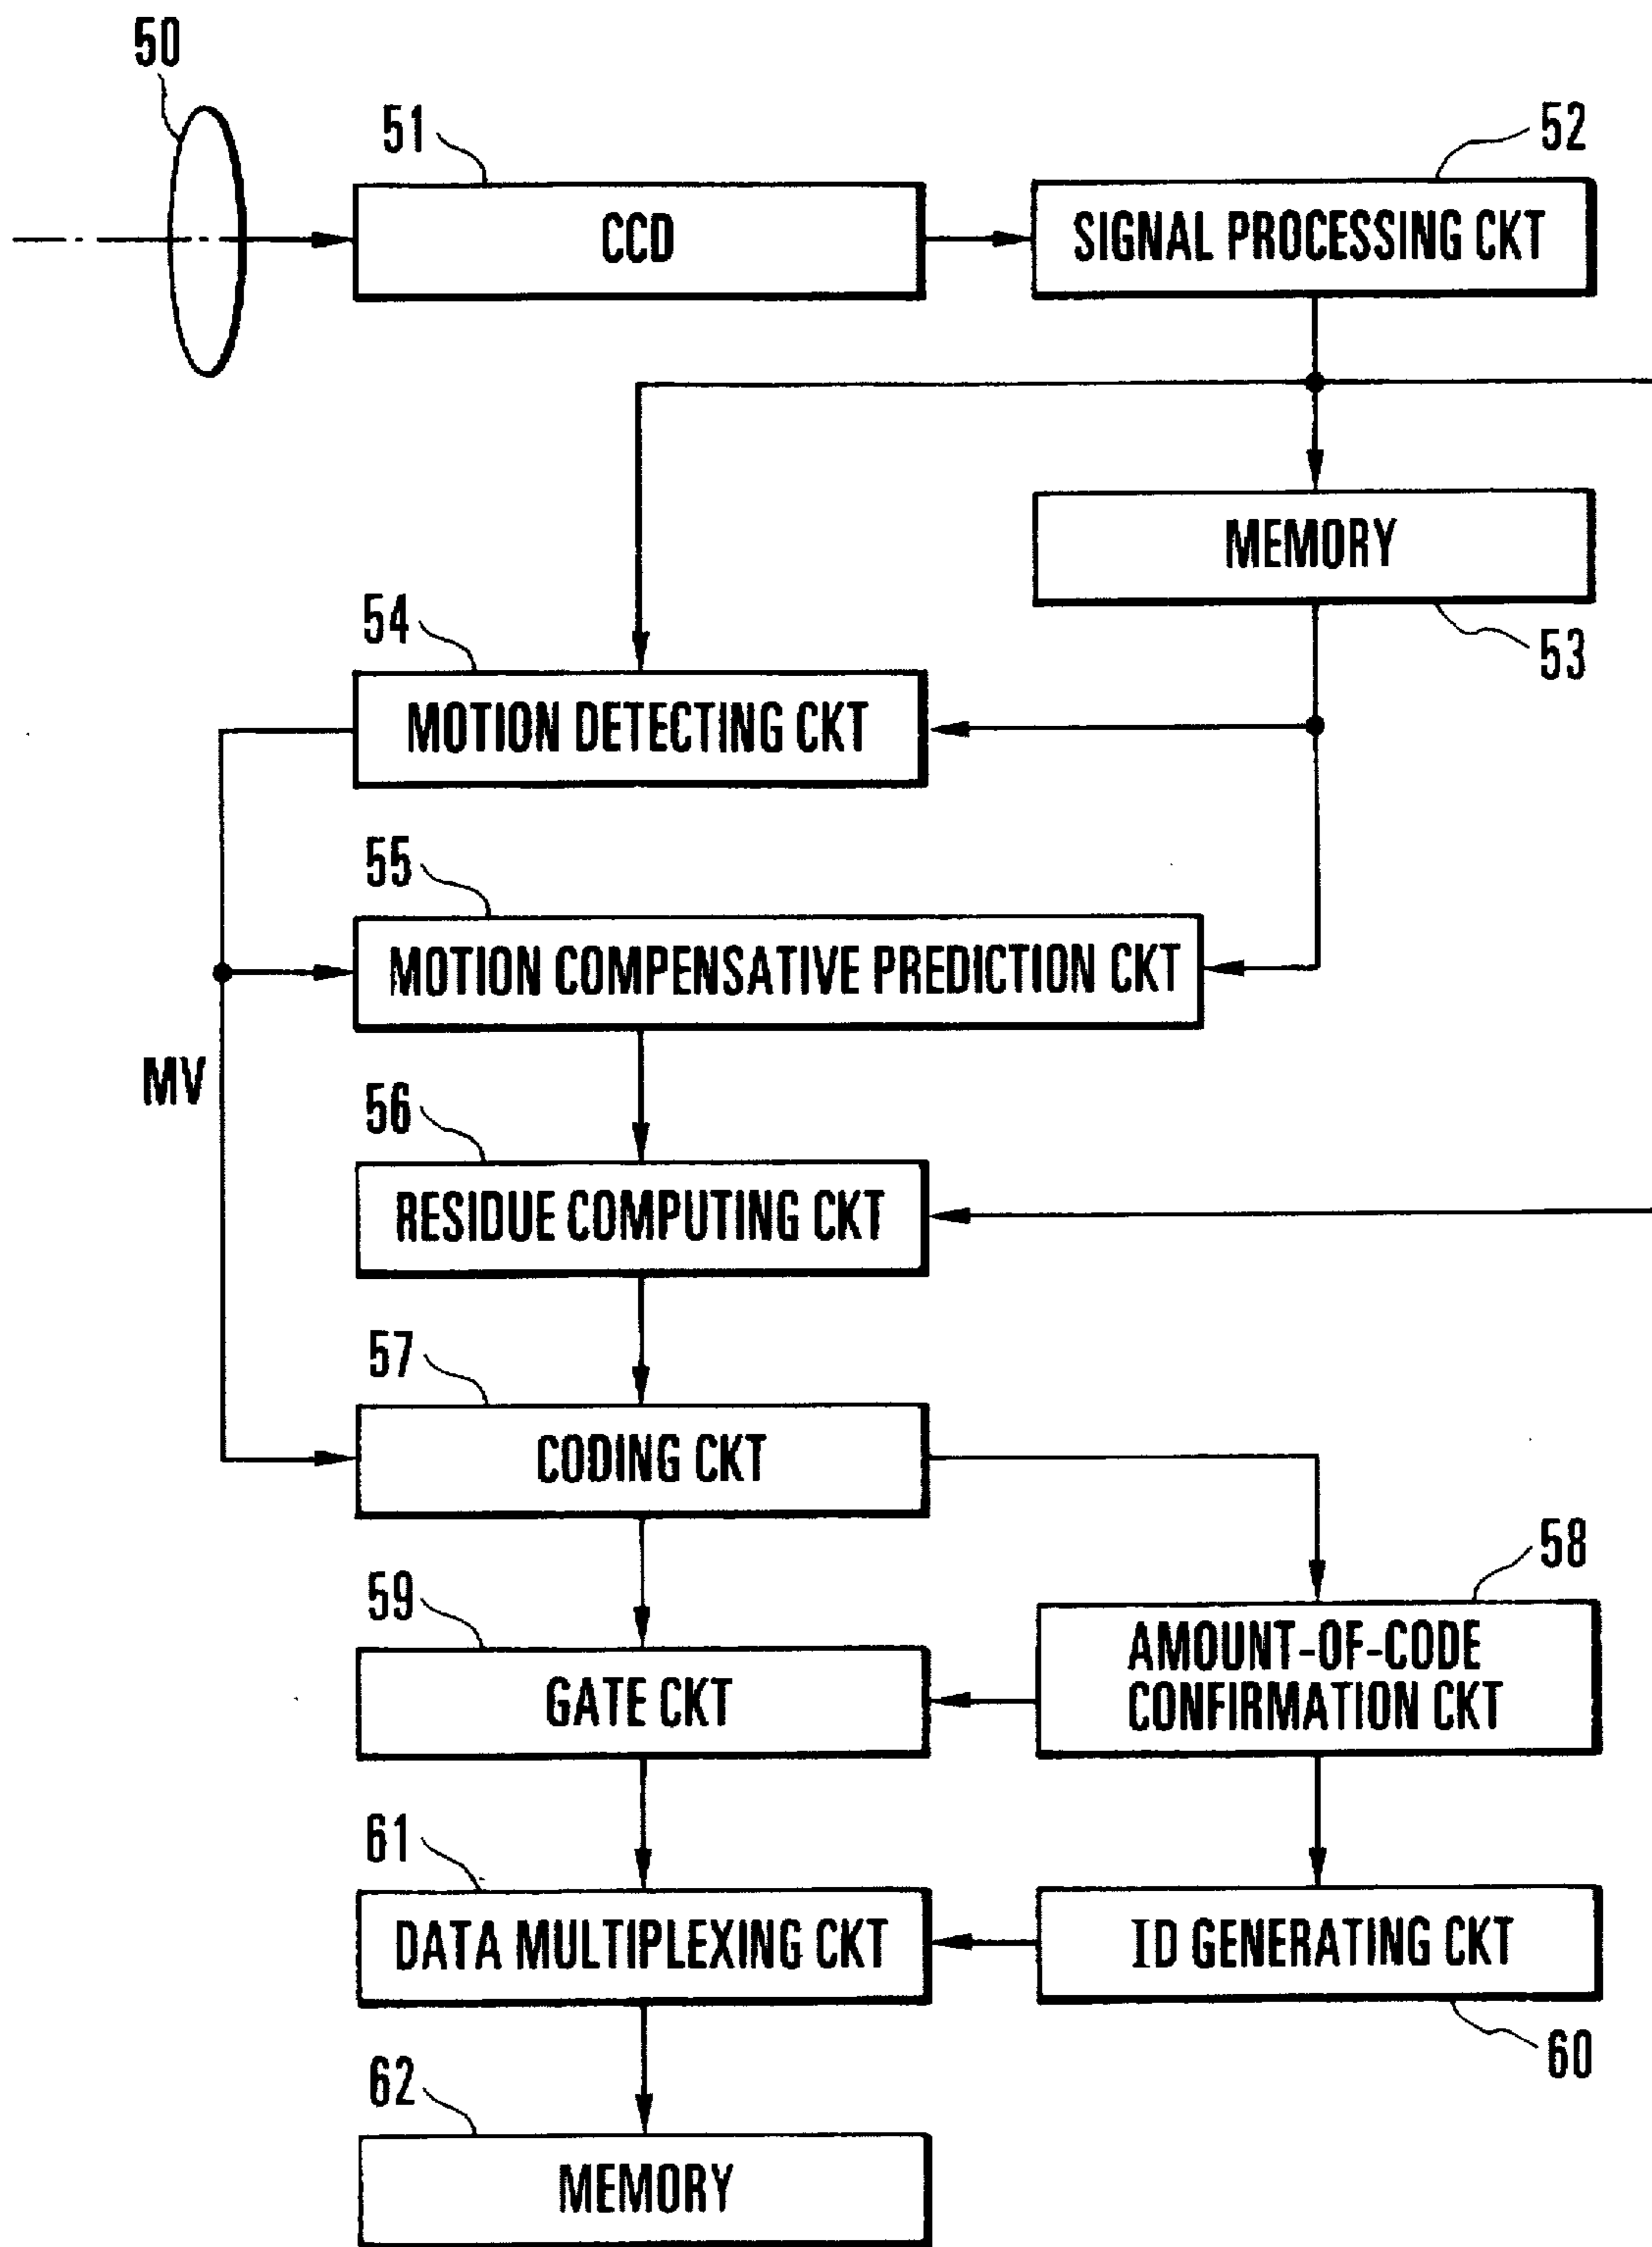 50
51
52
CCD
SIGNAL PROCESSING CKT
MEMORY
53
54
MOTION DETECTING CKT
55
MOTION COMPENSATIVE PREDICTION CKT
MV
56
RESIDUE COMPUTING CKT
57
CODING CKT
58
59
AMOUNT-OF-CODE
CONFIRMATION CKT
GATE CKT
61
DATA MULTIPLEXING CKT
ID GENERATING CKT
60
62
MEMORY